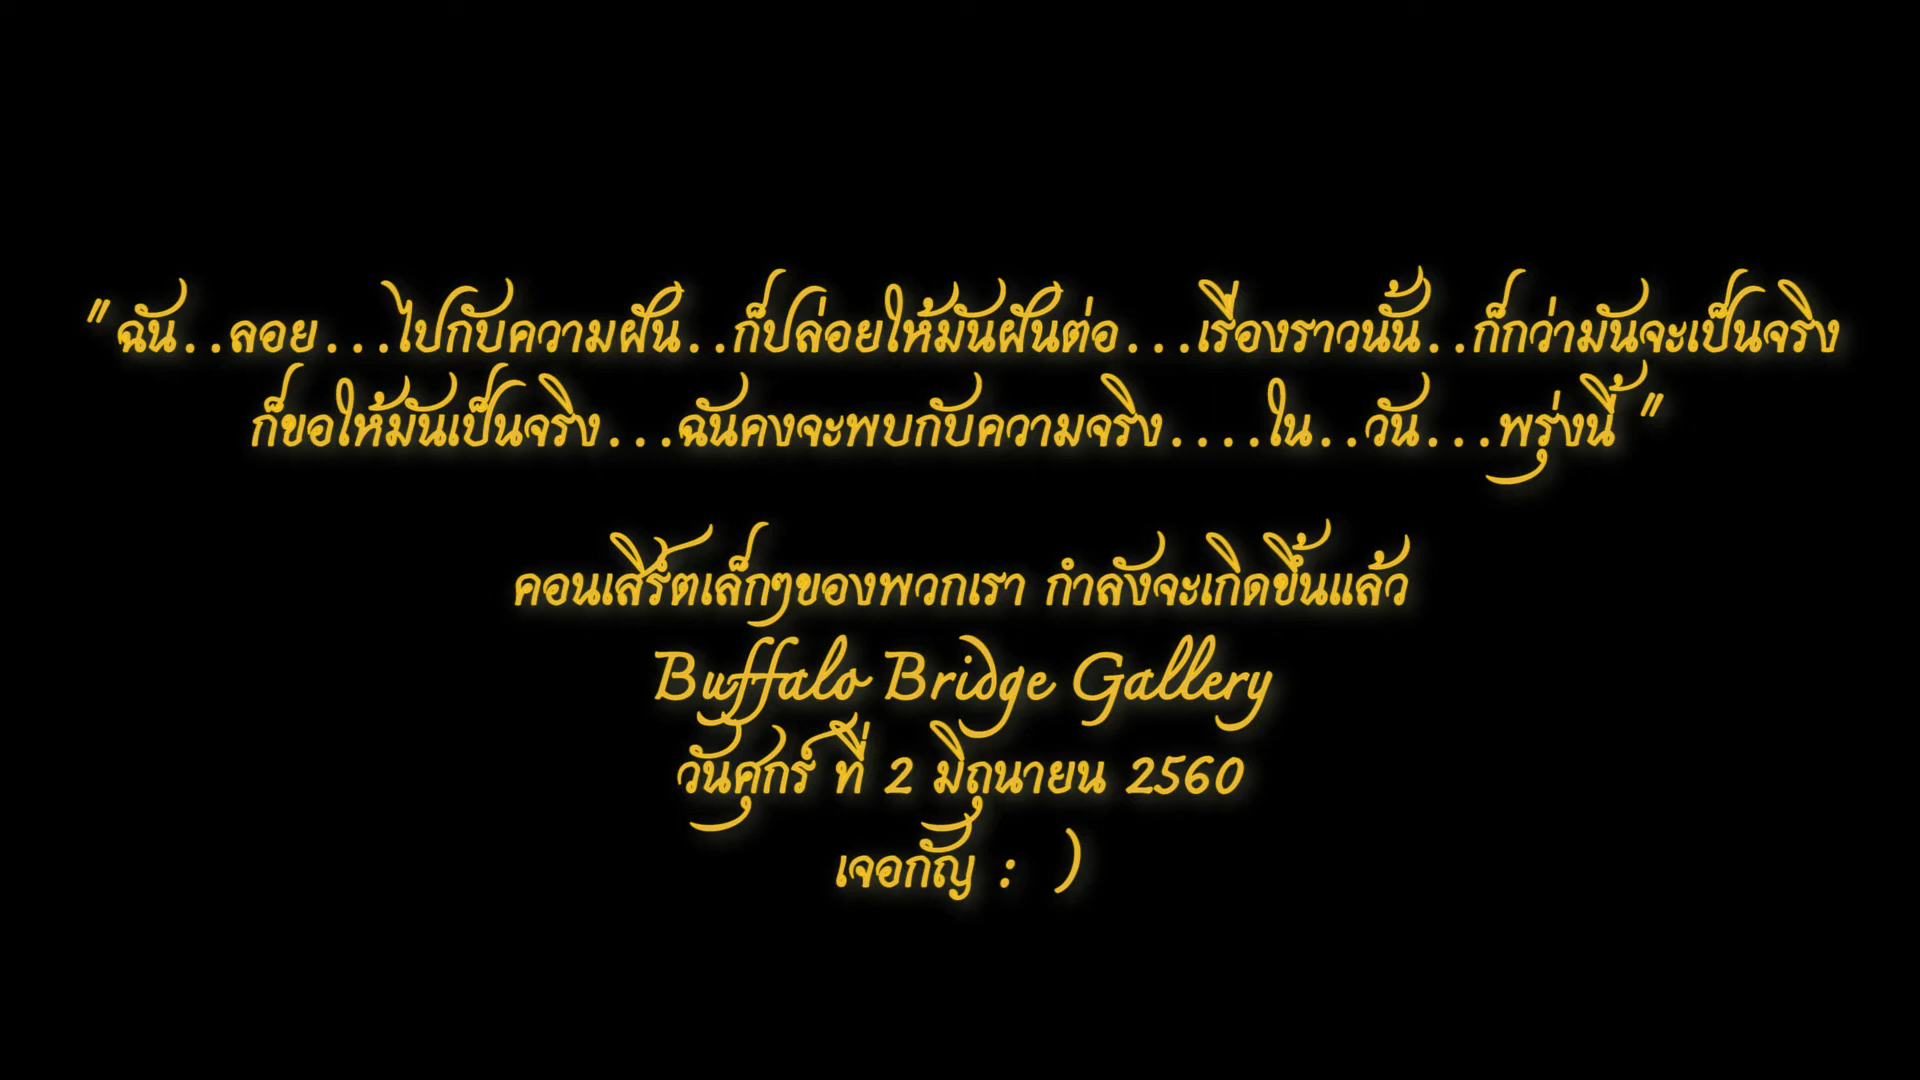 "ฉัน..ลอย...ไปกับความฝัน..ก็ปล่อยให้มันฝันต่อ...เรื่องราวนั้น..ก็กว่ามันจะเป็นจริง
ก็ขอให้มันเป็นจริง...ฉันคงจะพบกับความจริง....ใน..วัน...พรุ่งนี้"
คอนเสิร์ตเล็กๆของพวกเรา กำลังจะเกิดขึ้นแล้ว
Buffalo Bridge Gallery
วันศุกร์ ที่ 2 มิถุนายน 2560
เจอกัญ : )